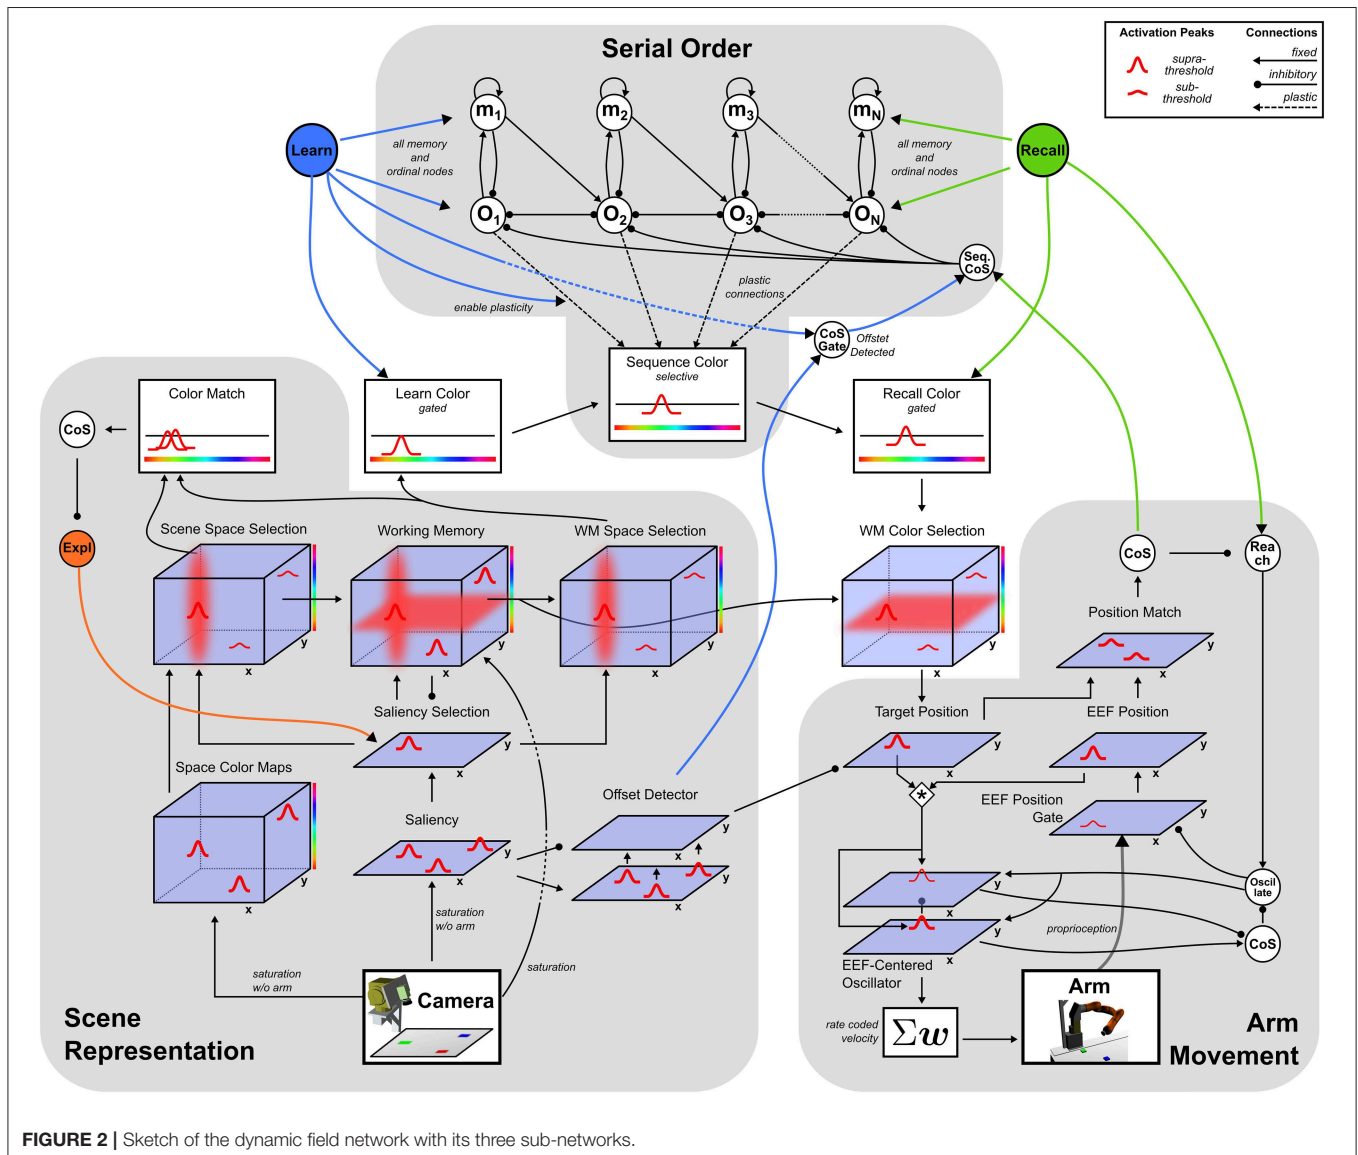 Serial Order
Activation Peaks
Connections
supra-
threshold
sub-
threshold
fixed
inhibitory
plastic
m1
m2
m3
mN
Learn
all memory
and
ordinal nodes
all memory
and
ordinal nodes
Recall
O1
O2
O3
ON
Seq.
CoS
enable plasticity
plastic
connections
CoS
Gate
Offstet
Detected
Color Match
Learn Color
gated
Sequence Color
selective
Recall Color
gated
CoS
Expl
Scene Space Selection
Working Memory
WM Space Selection
WM Color Selection
CoS
Rea
ch
Position Match
y
x
y
x
y
x
y
x
y
x
Saliency Selection
y
x
Target Position
y
x
EEF Position
y
x
Space Color Maps
y
x
Saliency
y
x
Offset Detector
y
x
y
x
*
EEF Position
Gate
y
x
saturation
w/o arm
saturation
w/o arm
saturation
y
x
y
x
Oscil
late
CoS
proprioception
EEF-Centered
Oscillator
Camera
Scene
Representation
rate coded
velocity
Σw
Arm
Arm
Movement
FIGURE 2 | Sketch of the dynamic field network with its three sub-networks.